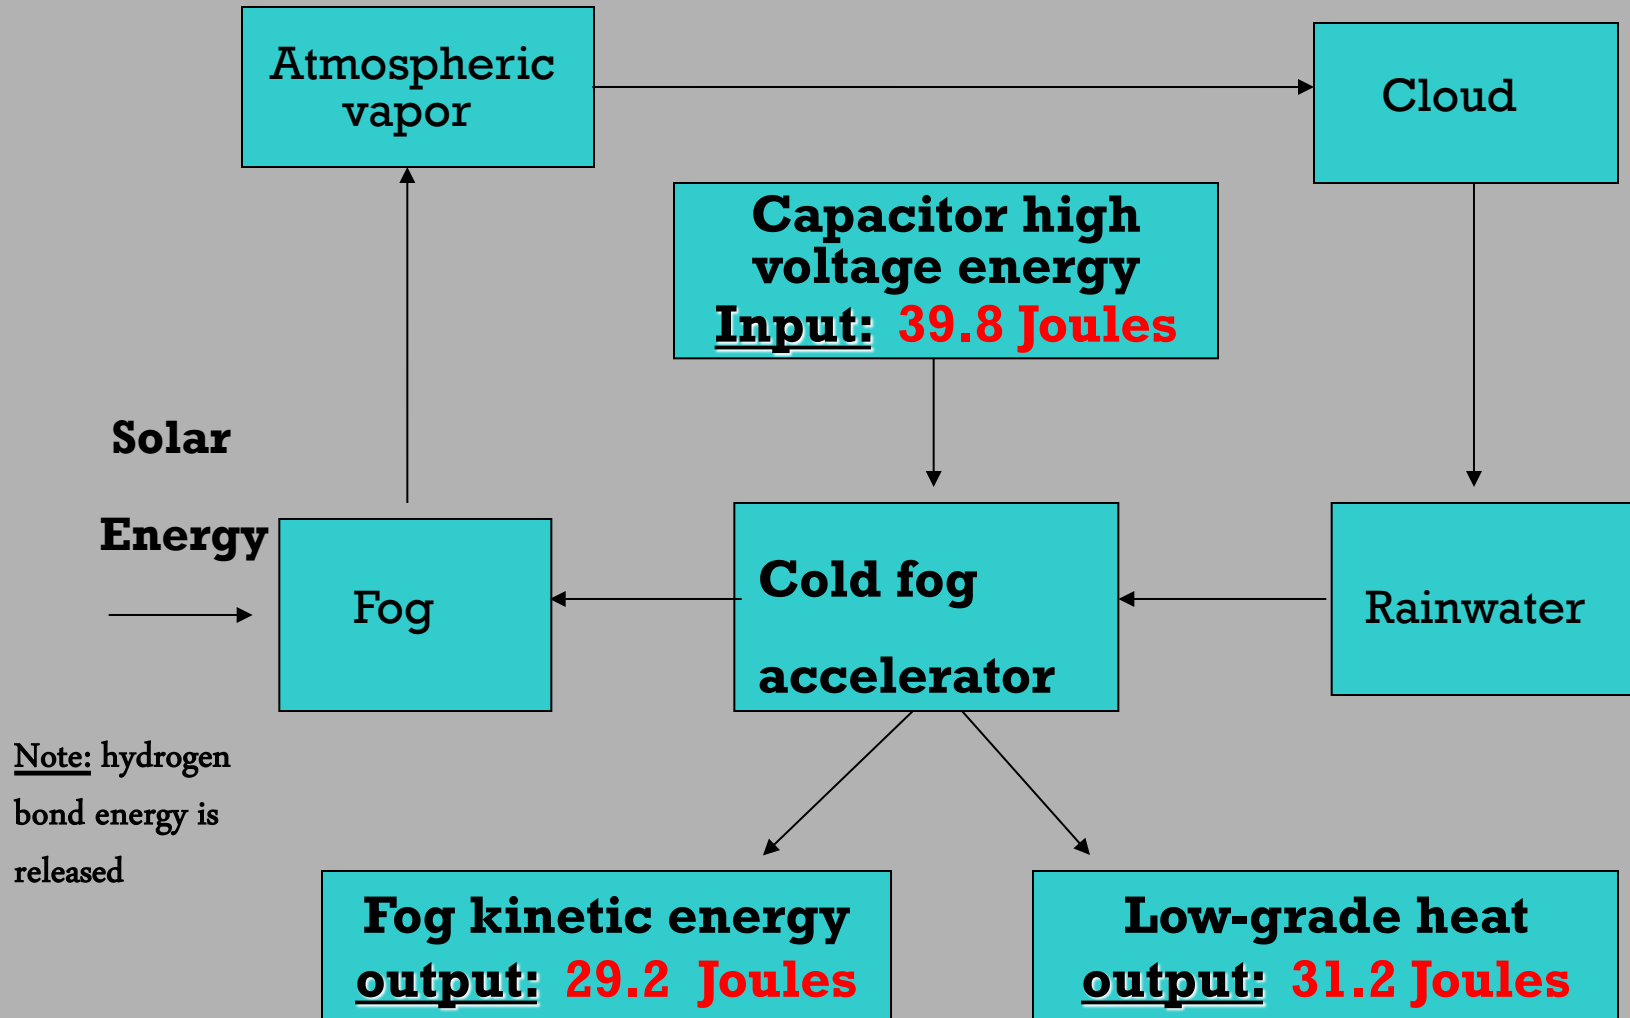 Atmospheric
vapor
Cloud
Capacitor high
voltage energy
Input: 39.8 Joules
Solar
Energy
Fog
Cold fog
accelerator
Rainwater
Note: hydrogen
bond energy is
released
Fog kinetic energy
output: 29.2 Joules
Low-grade heat
output: 31.2 Joules